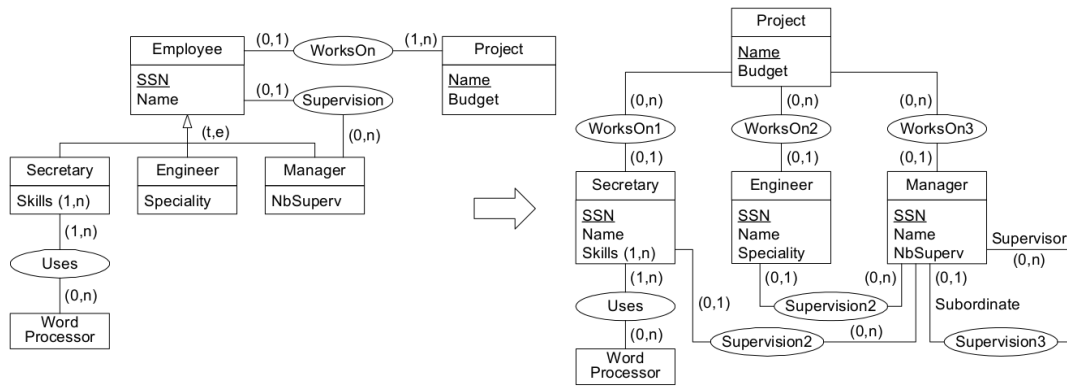 Employee
SSN
Name
(0,1)
WorksOn
(1,n)
Project
Name
Budget
(0,1)
Supervision
(0,n)
(t,e)
Secretary
Skills (1,n)
Engineer
Speciality
Manager
NbSuperv
(1,n)
Uses
(0,n)
Word
Processor
Project
Name
Budget
(0,n)
(0,n)
(0,n)
WorksOn1
WorksOn2
WorksOn3
(0,1)
(0,1)
(0,1)
Secretary
SSN
Name
Skills (1,n)
Engineer
SSN
Name
Speciality
Manager
SSN
Name
NbSuperv
Supervisor
(0,n)
(1,n)
Uses
(0,n)
Word
Processor
(0,1)
Supervision2
(0,n)
(0,1)
Supervision2
(0,n)
(0,1)
Subordinate
Supervision3